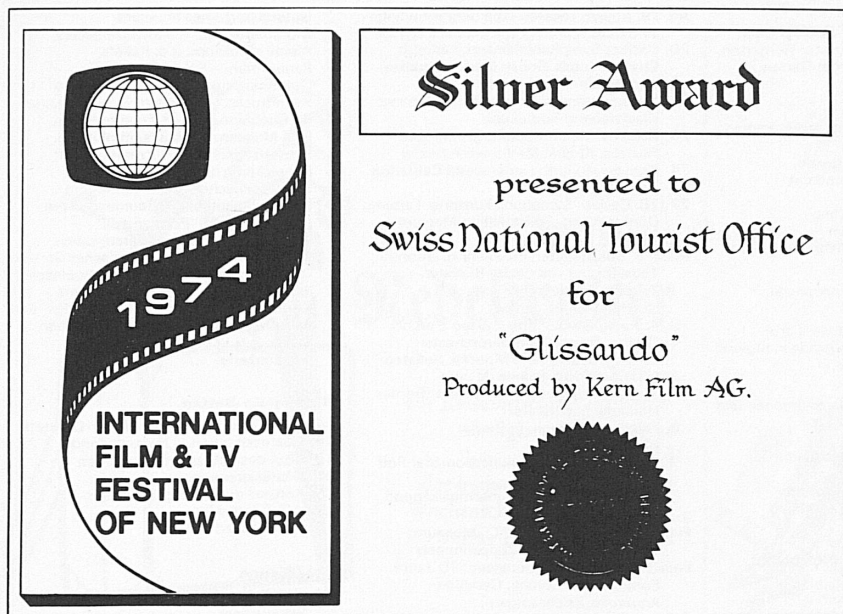 1974
INTERNATIONAL
FILM & TV
FESTIVAL
OF NEW YORK
Silver Award
presented to
Swiss National Tourist Office
for
"Glissando"
Produced by Kern Film AG.